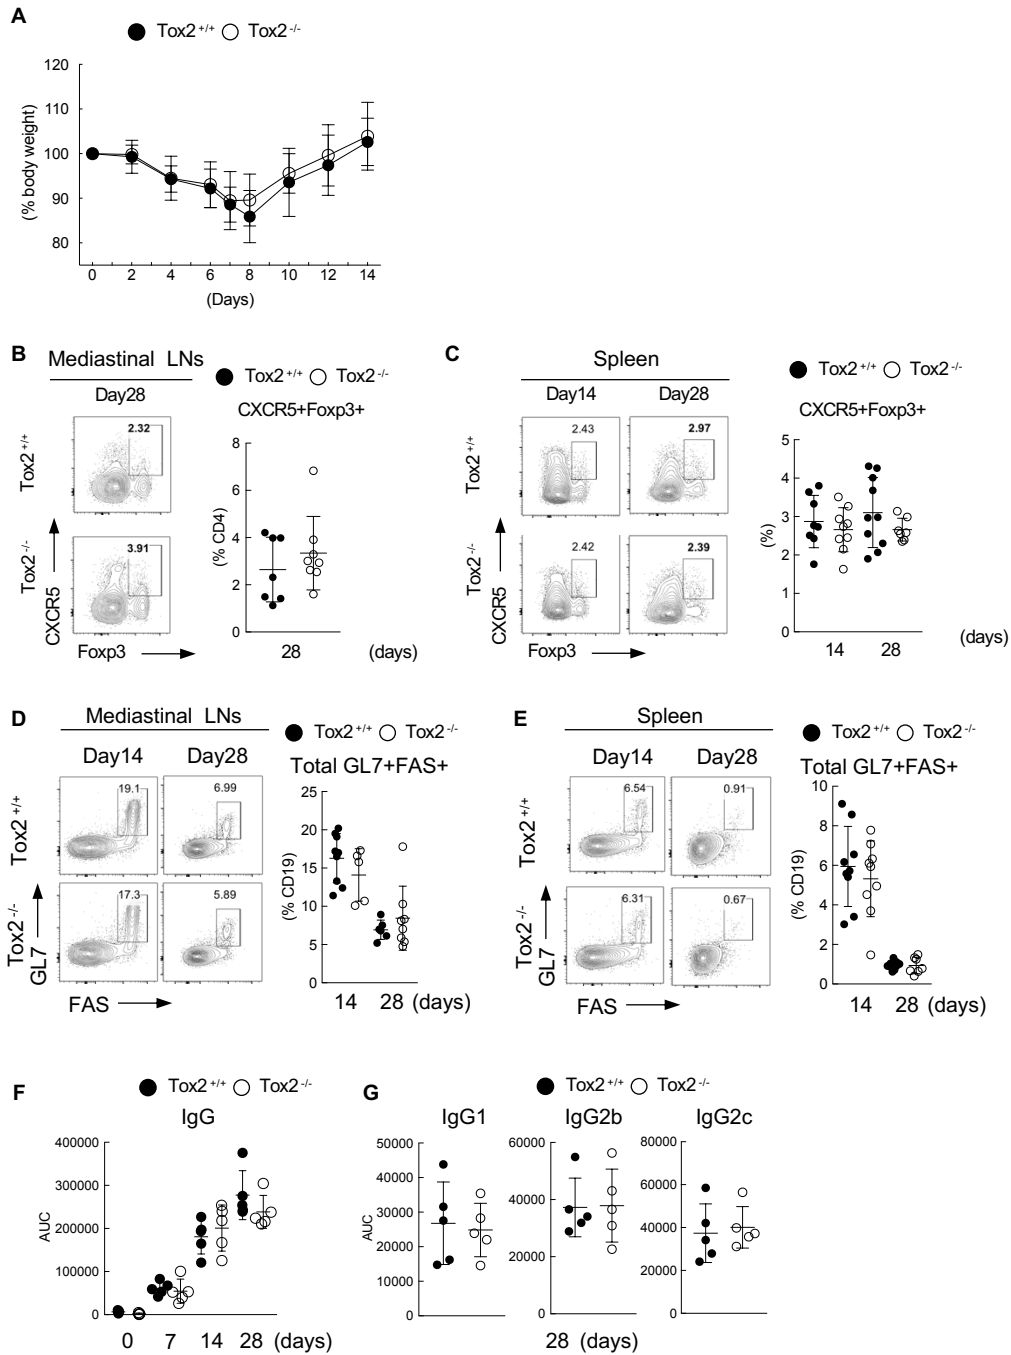 A
Tox2 +/+ Tox2 -/-
120
110
100
90
80
(% body weight)
0 2 4 6 8 10 12 14
(Days)
B
Mediastinal LNs
Day28
Tox2 +/+ Tox2 -/-
CXCR5+Foxp3+
Tox2 +/+
2.32
Tox2 -/-
3.91
CXCR5
Foxp3
8
6
4
2
0
(% CD4)
28 (days)
C
Spleen
Day14 Day28
Tox2 +/+ Tox2 -/-
CXCR5+Foxp3+
Tox2 +/+
2.43 2.97
Tox2 -/-
2.42 2.39
CXCR5
Foxp3
5
4
3
2
1
0
(%)
14 28 (days)
D
Mediastinal LNs
Day14 Day28
Tox2 +/+ Tox2 -/-
Total GL7+FAS+
Tox2 +/+
19.1 6.99
Tox2 -/-
17.3 5.89
GL7
FAS
25
20
15
10
5
0
(% CD19)
14 28 (days)
E
Spleen
Day14 Day28
Tox2 +/+ Tox2 -/-
Total GL7+FAS+
Tox2 +/+
6.54 0.91
Tox2 -/-
6.31 0.67
GL7
FAS
10
8
6
4
2
0
(% CD19)
14 28 (days)
F
Tox2 +/+ Tox2 -/-
IgG
400000
300000
200000
100000
0
AUC
0 7 14 28 (days)
G
Tox2 +/+ Tox2 -/-
IgG1 IgG2b IgG2c
50000
40000
30000
20000
10000
0
AUC
60000
40000
20000
0
80000
60000
40000
20000
0
28 (days)